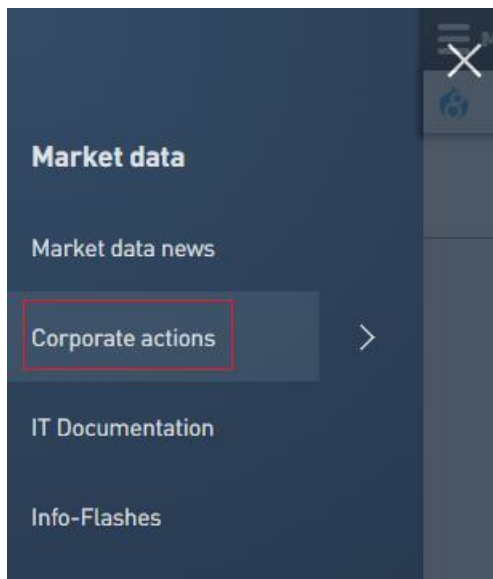 Market data
Market data news
Corporate actions
IT Documentation
Info-Flashes